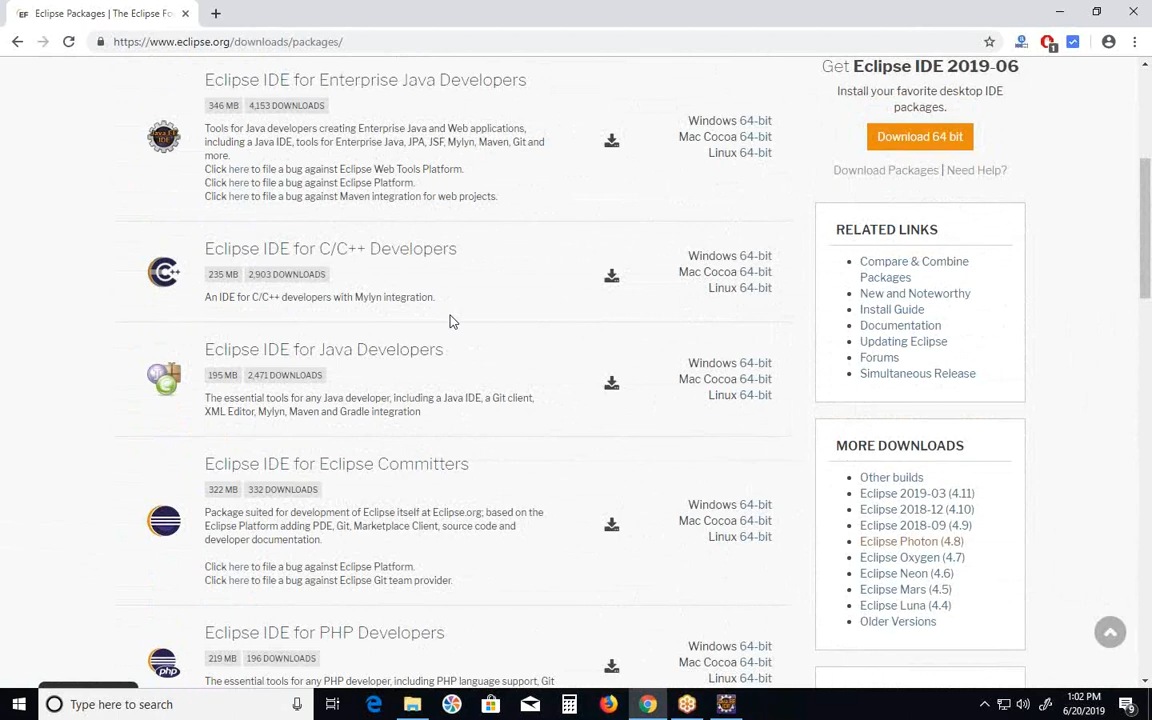 Eclipse Packages | The Eclipse Fo
https://www.eclipse.org/downloads/packages/
1
Eclipse IDE for Enterprise Java Developers
346 MB 4,153 DOWNLOADS
Java EE
IDE
Tools for Java developers creating Enterprise Java and Web applications,
including a Java IDE, tools for Enterprise Java, JPA, JSF, Mylyn, Maven, Git and
more.
Click here to file a bug against Eclipse Web Tools Platform.
Click here to file a bug against Eclipse Platform.
Click here to file a bug against Maven integration for web projects.
Windows 64-bit
Mac Cocoa 64-bit
Linux 64-bit
Eclipse IDE for C/C++ Developers
235 MB 2,903 DOWNLOADS
C++
An IDE for C/C++ developers with Mylyn integration.
Windows 64-bit
Mac Cocoa 64-bit
Linux 64-bit
Eclipse IDE for Java Developers
195 MB 2,471 DOWNLOADS
The essential tools for any Java developer, including a Java IDE, a Git client,
XML Editor, Mylyn, Maven and Gradle integration
Windows 64-bit
Mac Cocoa 64-bit
Linux 64-bit
Eclipse IDE for Eclipse Committers
322 MB 332 DOWNLOADS
Package suited for development of Eclipse itself at Eclipse.org; based on the
Eclipse Platform adding PDE, Git, Marketplace Client, source code and
developer documentation.
Click here to file a bug against Eclipse Platform.
Click here to file a bug against Eclipse Git team provider.
Windows 64-bit
Mac Cocoa 64-bit
Linux 64-bit
Eclipse IDE for PHP Developers
219 MB 196 DOWNLOADS
php
The essential tools for any PHP developer, including PHP language support, Git
Windows 64-bit
Mac Cocoa 64-bit
Linux 64-bit
Get Eclipse IDE 2019-06
Install your favorite desktop IDE
packages.
Download 64 bit
Download Packages | Need Help?
RELATED LINKS
Compare & Combine
Packages
New and Noteworthy
Install Guide
Documentation
Updating Eclipse
Forums
Simultaneous Release
MORE DOWNLOADS
Other builds
Eclipse 2019-03 (4.11)
Eclipse 2018-12 (4.10)
Eclipse 2018-09 (4.9)
Eclipse Photon (4.8)
Eclipse Oxygen (4.7)
Eclipse Neon (4.6)
Eclipse Mars (4.5)
Eclipse Luna (4.4)
Older Versions
Type here to search
1:02 PM
6/20/2019
9